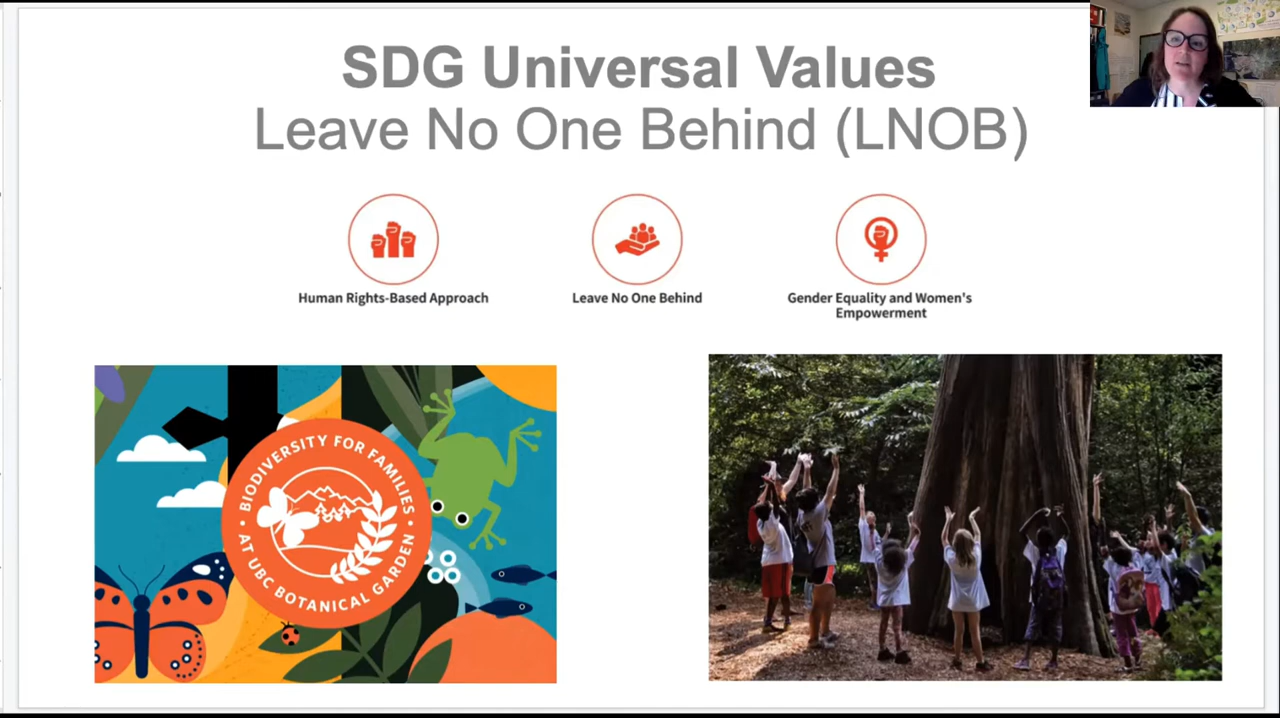 SDG Universal Values
Leave No One Behind (LNOB)
Human Rights-Based Approach
Leave No One Behind
Gender Equality and Women's
Empowerment
BIODIVERSITY FOR FAMILIES
• AT UBC BOTANICAL GARDEN •